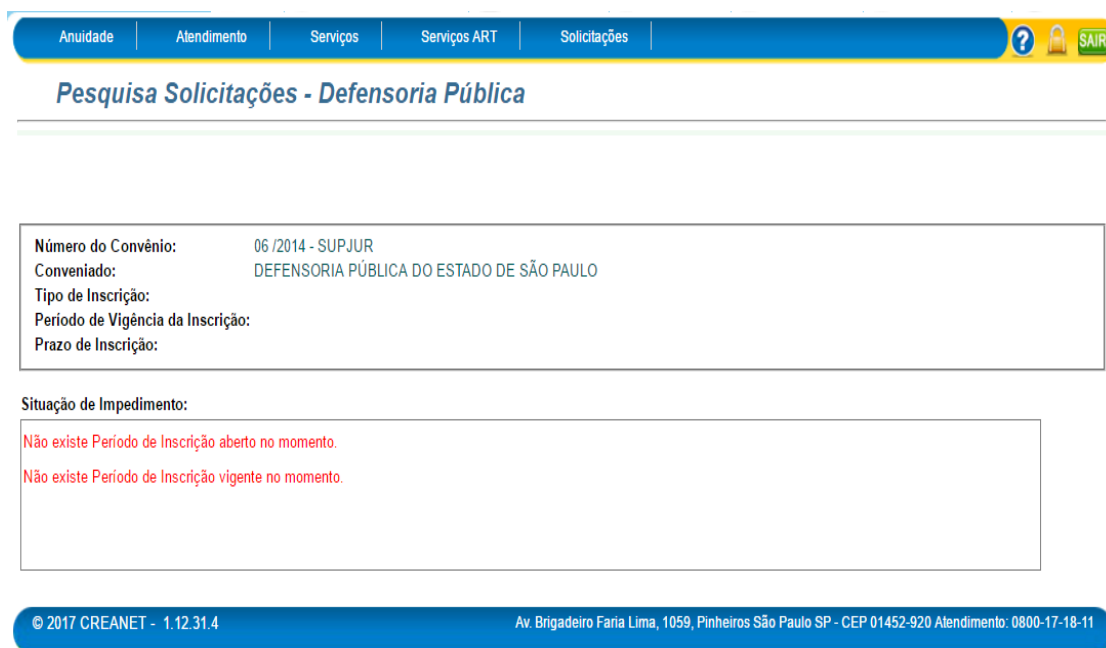 Anuidade Atendimento Serviços Serviços ART Solicitações ? SAIR
Pesquisa Solicitações - Defensoria Pública
Número do Convênio: 06 /2014 - SUPJUR
Conveniado: DEFENSORIA PÚBLICA DO ESTADO DE SÃO PAULO
Tipo de Inscrição:
Período de Vigência da Inscrição:
Prazo de Inscrição:
Situação de Impedimento:
Não existe Período de Inscrição aberto no momento.
Não existe Período de Inscrição vigente no momento.
© 2017 CREANET - 1.12.31.4 Av. Brigadeiro Faria Lima, 1059, Pinheiros São Paulo SP - CEP 01452-920 Atendimento: 0800-17-18-11